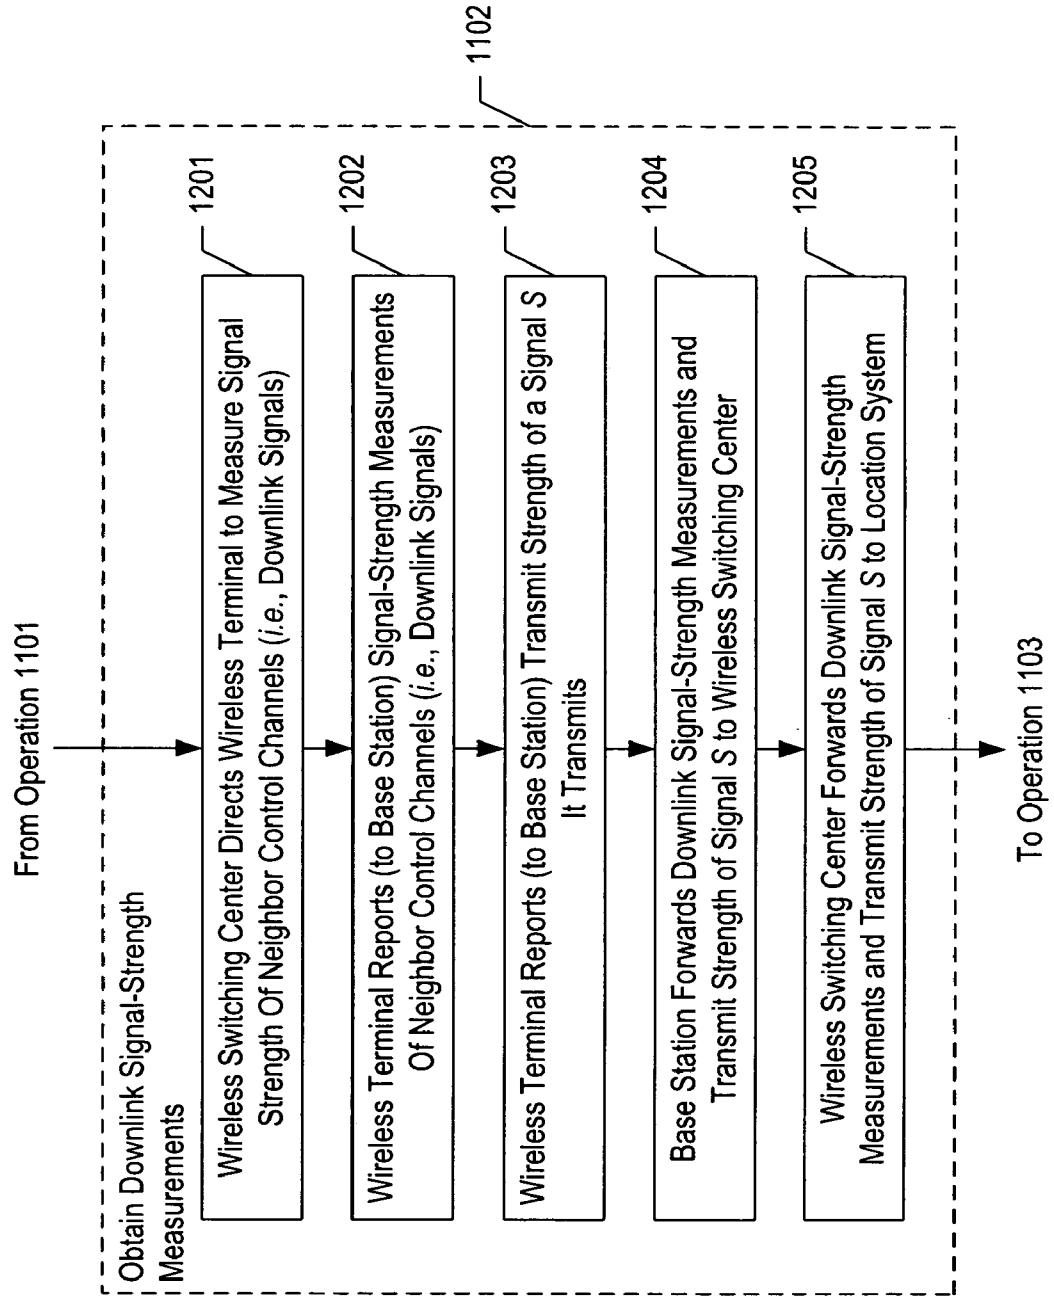 From Operation 1101
Obtain Downlink Signal-Strength
Measurements
1102
Wireless Switching Center Directs Wireless Terminal to Measure Signal
Strength Of Neighbor Control Channels (i.e., Downlink Signals)
1201
Wireless Terminal Reports (to Base Station) Signal-Strength Measurements
Of Neighbor Control Channels (i.e., Downlink Signals)
1202
Wireless Terminal Reports (to Base Station) Transmit Strength of a Signal S
It Transmits
1203
Base Station Forwards Downlink Signal-Strength Measurements and
Transmit Strength of Signal S to Wireless Switching Center
1204
Wireless Switching Center Forwards Downlink Signal-Strength
Measurements and Transmit Strength of Signal S to Location System
1205
To Operation 1103